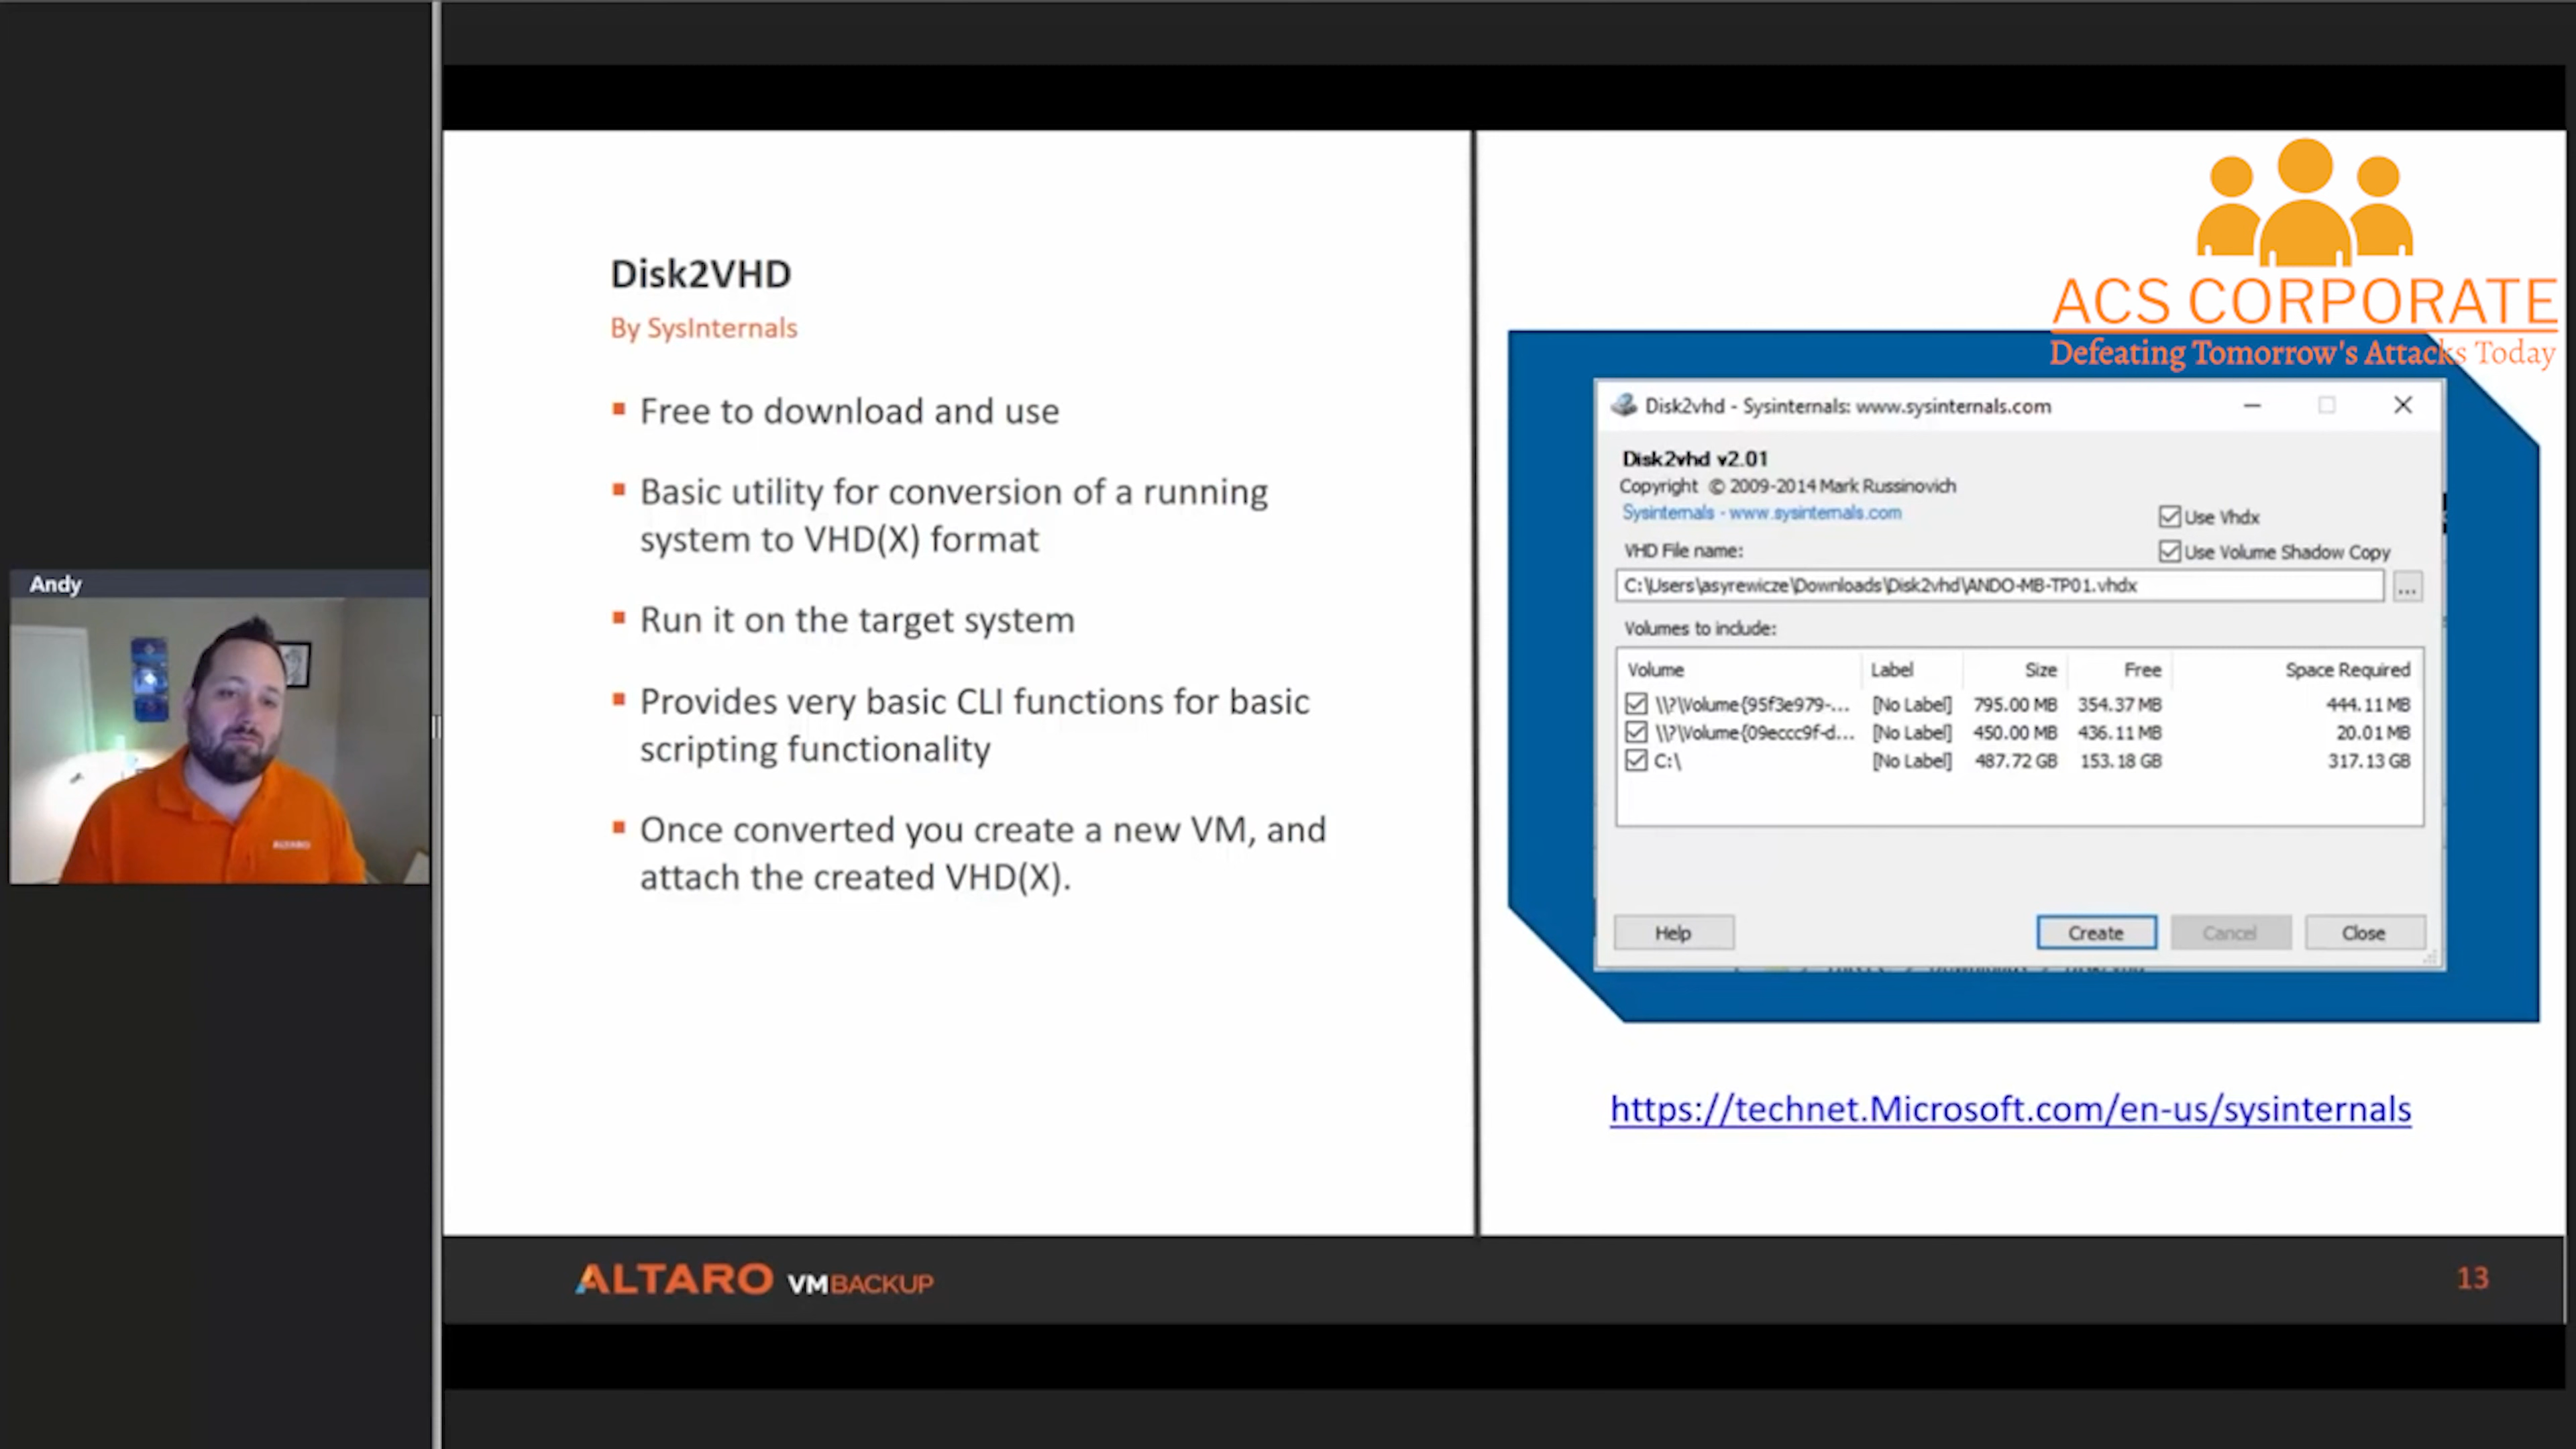 Andy
ALTARO
Disk2VHD
By SysInternals
Free to download and use
Basic utility for conversion of a running
system to VHD(X) format
Run it on the target system
Provides very basic CLI functions for basic
scripting functionality
Once converted you create a new VM, and
attach the created VHD(X).
ACS CORPORATE
Defeating Tomorrow's Attacks Today
Disk2vhd - Sysinternals: www.sysinternals.com
Disk2vhd v2.01
Copyright © 2009-2014 Mark Russinovich
Sysinternals - www.sysinternals.com
Use Vhdx
VHD File name:
Use Volume Shadow Copy
C:\Users\asyrewicze\Downloads\Disk2vhd\ANDO-MB-TP01.vhdx
...
Volumes to include:
Volume Label Size Free Space Required
\\?\Volume{95f3e979-... [No Label] 795.00 MB 354.37 MB 444.11 MB
\\?\Volume{09eccc9f-d... [No Label] 450.00 MB 436.11 MB 20.01 MB
C:\ [No Label] 487.72 GB 153.18 GB 317.13 GB
Help Create Cancel Close
https://technet.Microsoft.com/en-us/sysinternals
ALTARO VMBACKUP
13